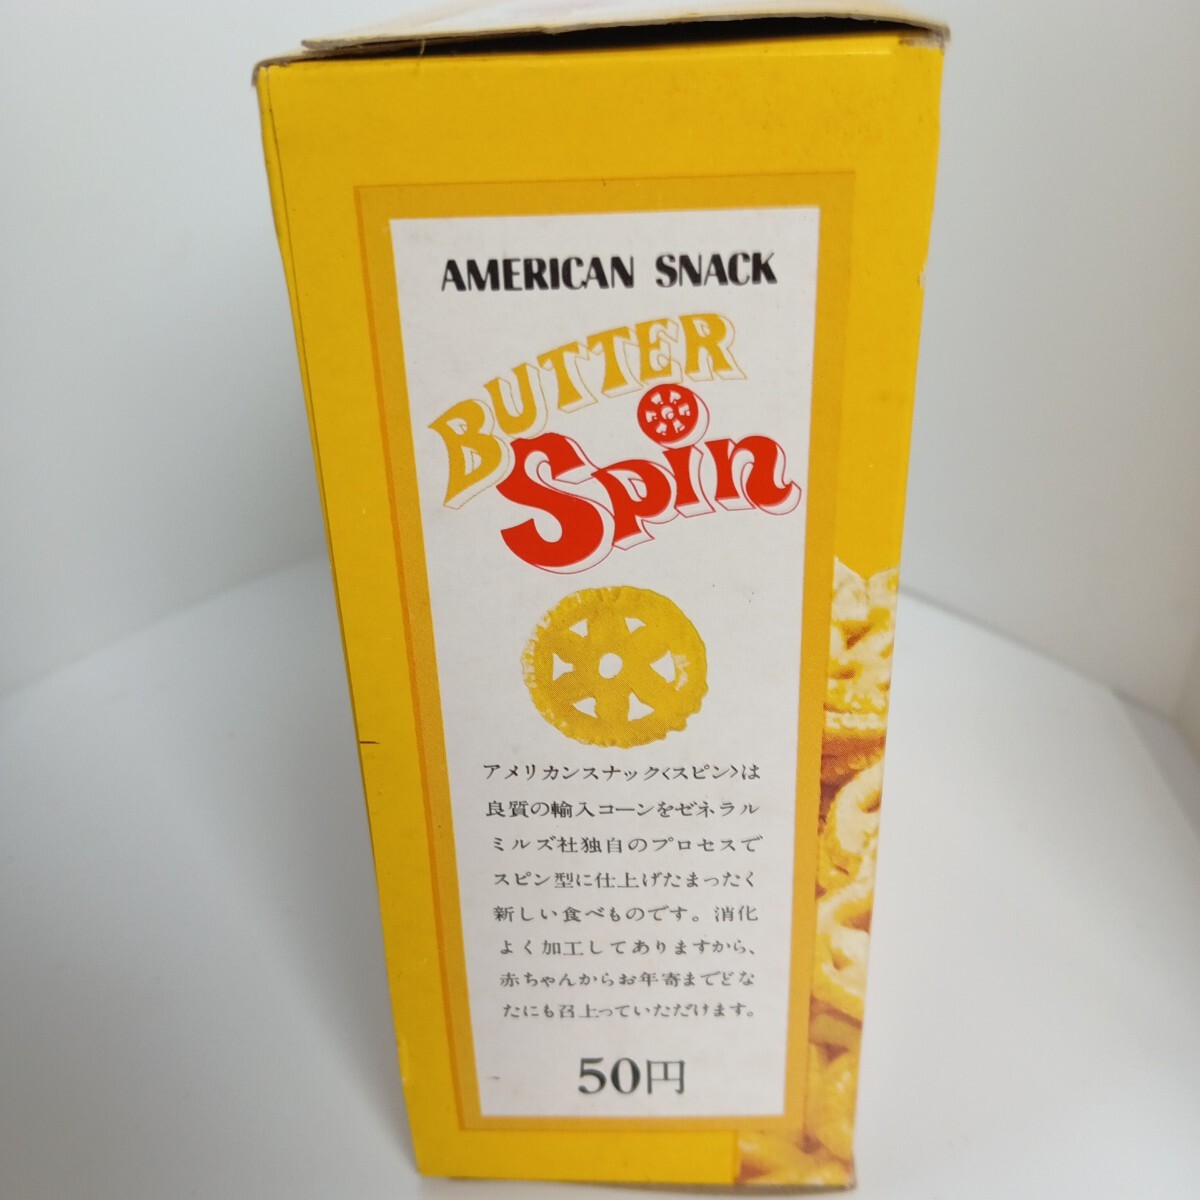 AMERICAN SNACK
BUTTER
Spin
アメリカンスナック〈スピン〉は
良質の輸入コーンをゼネラル
ミルズ社独自のプロセスで
スピン型に仕上げたまったく
新しい食べものです。消化
よく加工してありますから、
赤ちゃんからお年寄までどな
たにも召上っていただけます。
50円